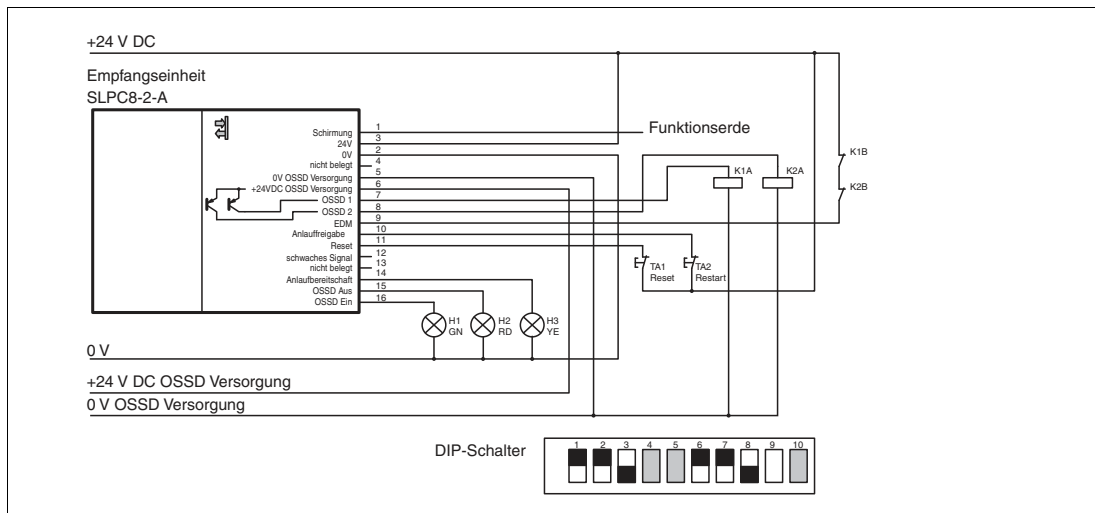 +24 V DC
Empfangseinheit
SLPC8-2-A
Schirmung 1 Funktionserde
24V 3
0V 2
nicht belegt 4
0V OSSD Versorgung 5
+24VDC OSSD Versorgung 6
OSSD 1 7
OSSD 2 8
EDM 9
Anlauffreigabe 10
Reset 11
schwaches Signal 12
nicht belegt 13
Anlaufbereitschaft 14
OSSD Aus 15
OSSD Ein 16
K1A K2A
K1B
K2B
TA1
Reset
TA2
Restart
H1
GN
H2
RD
H3
YE
0 V
+24 V DC OSSD Versorgung
0 V OSSD Versorgung
DIP-Schalter
1 2 3 4 5 6 7 8 9 10